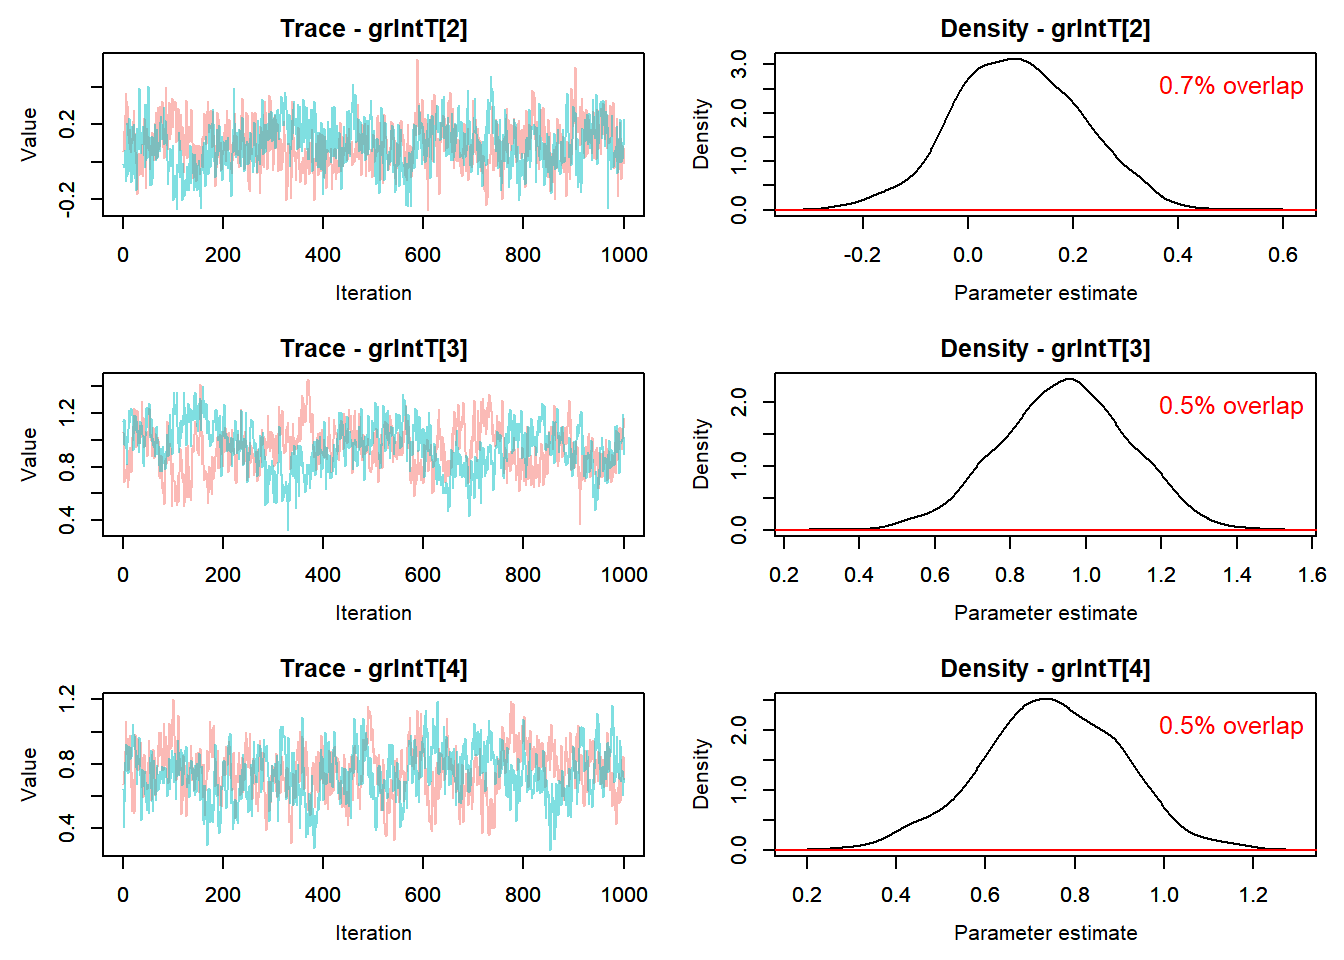 Trace - grIntT[2]
Value
-0.2 0.2
0 200 400 600 800 1000
Iteration
Density - grIntT[2]
Density
0.0 1.0 2.0 3.0
0.7% overlap
-0.2 0.0 0.2 0.4 0.6
Parameter estimate
Trace - grIntT[3]
Value
0.4 0.8 1.2
0 200 400 600 800 1000
Iteration
Density - grIntT[3]
Density
0.0 1.0 2.0
0.5% overlap
0.2 0.4 0.6 0.8 1.0 1.2 1.4 1.6
Parameter estimate
Trace - grIntT[4]
Value
0.4 0.8 1.2
0 200 400 600 800 1000
Iteration
Density - grIntT[4]
Density
0.0 1.0 2.0
0.5% overlap
0.2 0.4 0.6 0.8 1.0 1.2
Parameter estimate